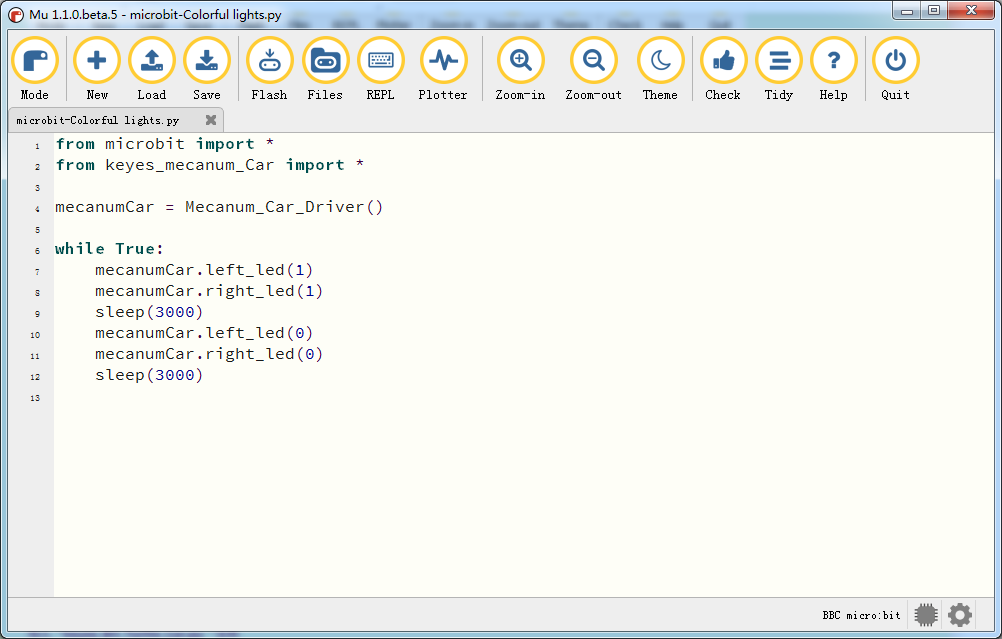 Mu 1.1.0.beta.5 - microbit-Colorful lights.py
Mode New Load Save Flash Files REPL Plotter Zoom-in Zoom-out Theme Check Tidy Help Quit
microbit-Colorful lights.py
1 from microbit import *
2 from keyes_mecanum_Car import *
3
4 mecanumCar = Mecanum_Car_Driver()
5
6 while True:
7     mecanumCar.left_led(1)
8     mecanumCar.right_led(1)
9     sleep(3000)
10     mecanumCar.left_led(0)
11     mecanumCar.right_led(0)
12     sleep(3000)
13
BBC micro:bit